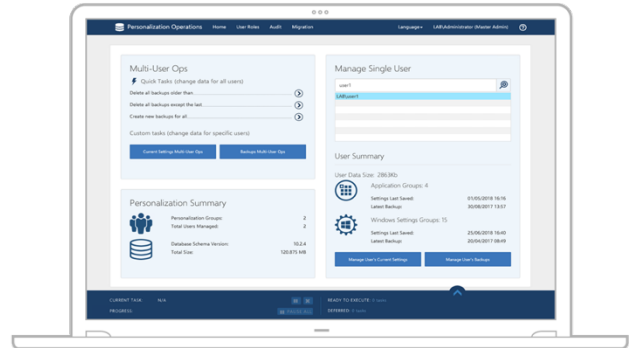 Personalization Operations Home User Roles Audit Migration Language LAB\Administrator (Master Admin)
Multi-User Ops
Quick Tasks (change data for all users)
Delete all backups older than...
Delete all backups except the last...
Create new backups for all...
Custom tasks (change data for specific users)
Current Settings Multi-User Ops Backups Multi-User Ops
Personalization Summary
Personalization Groups: 2
Total Users Managed: 2
Database Schema Version: 10.2.4
Total Size: 120.875 MB
Manage Single User
user1
LAB\user1
User Summary
User Data Size: 2863Kb
Application Groups: 4
Settings Last Saved: 01/05/2018 16:16
Latest Backup: 30/08/2017 13:57
Windows Settings Groups: 15
Settings Last Saved: 25/06/2018 16:40
Latest Backup: 20/04/2017 08:49
Manage User's Current Settings Manage User's Backups
CURRENT TASK: N/A
PROGRESS:
READY TO EXECUTE: 0 tasks
DEFERRED: 0 tasks